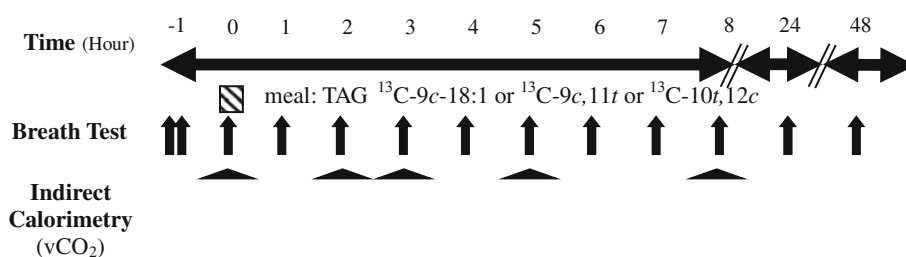 -1 0 1 2 3 4 5 6 7 8 24 48
Time (Hour)
meal: TAG ¹³C-9c-18:1 or ¹³C-9c,11t or ¹³C-10t,12c
Breath Test
Indirect
Calorimetry
(vCO₂)